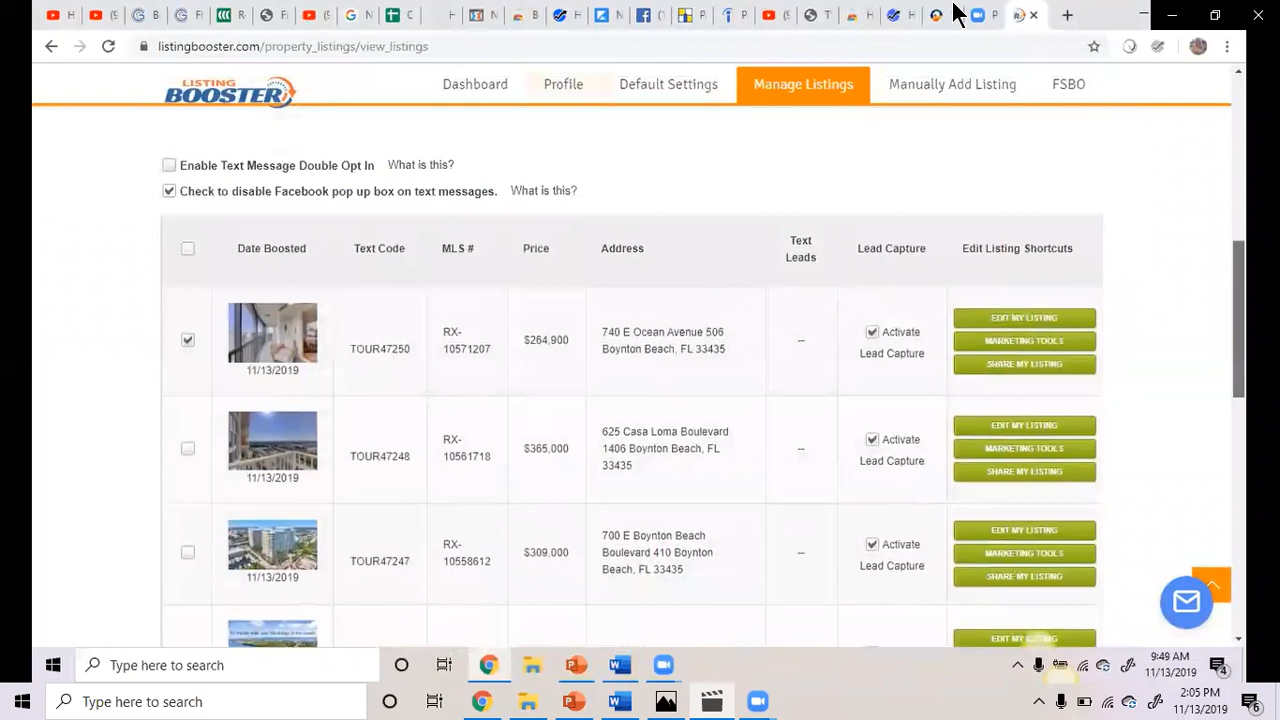 listingbooster.com/property_listings/view_listings
LISTING
BOOSTER
Dashboard
Profile
Default Settings
Manage Listings
Manually Add Listing
FSBO
Enable Text Message Double Opt In What is this?
Check to disable Facebook pop up box on text messages. What is this?
Date Boosted
Text Code
MLS #
Price
Address
Text
Leads
Lead Capture
Edit Listing Shortcuts
11/13/2019
TOUR47250
RX-
10571207
$264,900
740 E Ocean Avenue 506
Boynton Beach, FL 33435
--
Activate
Lead Capture
EDIT MY LISTING
MARKETING TOOLS
SHARE MY LISTING
11/13/2019
TOUR47248
RX-
10561718
$365,000
625 Casa Loma Boulevard
1406 Boynton Beach, FL
33435
--
Activate
Lead Capture
EDIT MY LISTING
MARKETING TOOLS
SHARE MY LISTING
11/13/2019
TOUR47247
RX-
10558612
$309,000
700 E Boynton Beach
Boulevard 410 Boynton
Beach, FL 33435
--
Activate
Lead Capture
EDIT MY LISTING
MARKETING TOOLS
SHARE MY LISTING
EDIT MY LISTING
Type here to search
9:49 AM
11/13/2019
4
Type here to search
2:05 PM
11/13/2019
6